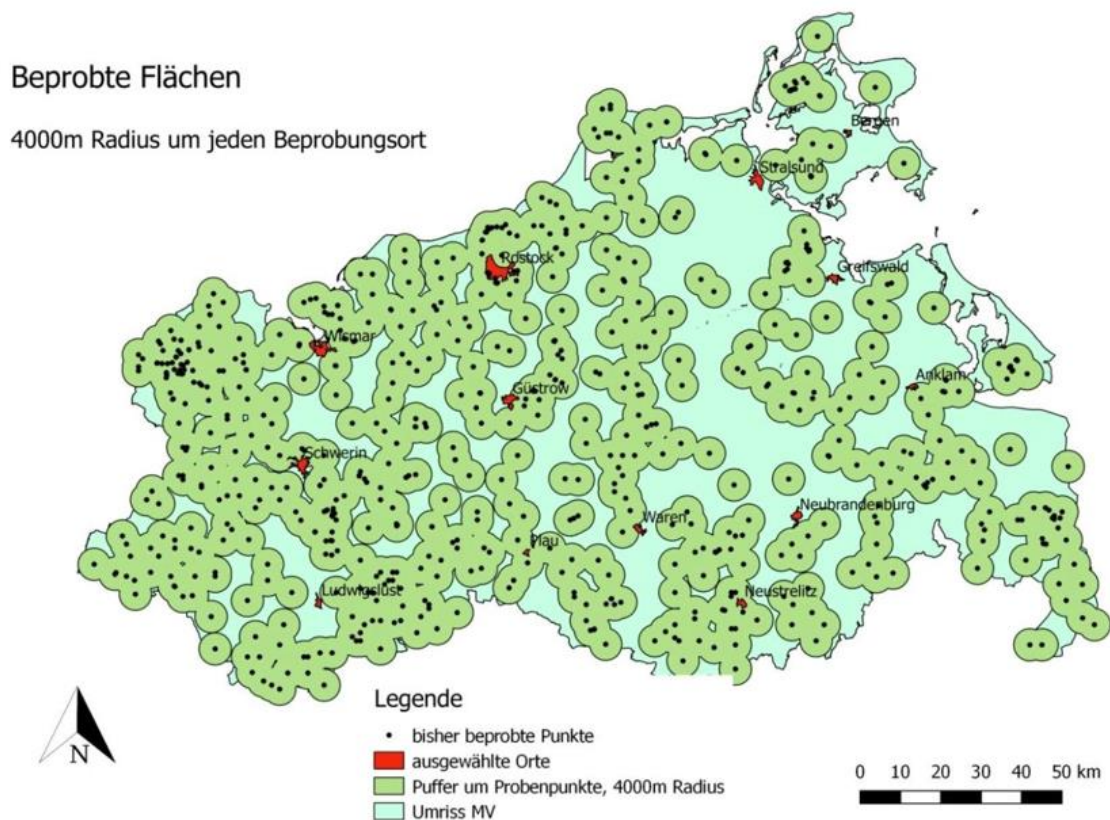 Beprobte Flächen
4000m Radius um jeden Beprobungsort
Bergen
Stralsund
Rostock
Greifswald
Wismar
Anklam
Güstrow
Schwerin
Neubrandenburg
Waren
Plau
Ludwigslust
Neustrelitz
Legende
bisher beprobte Punkte
ausgewählte Orte
Puffer um Probenpunkte, 4000m Radius
Umriss MV
N
0 10 20 30 40 50 km